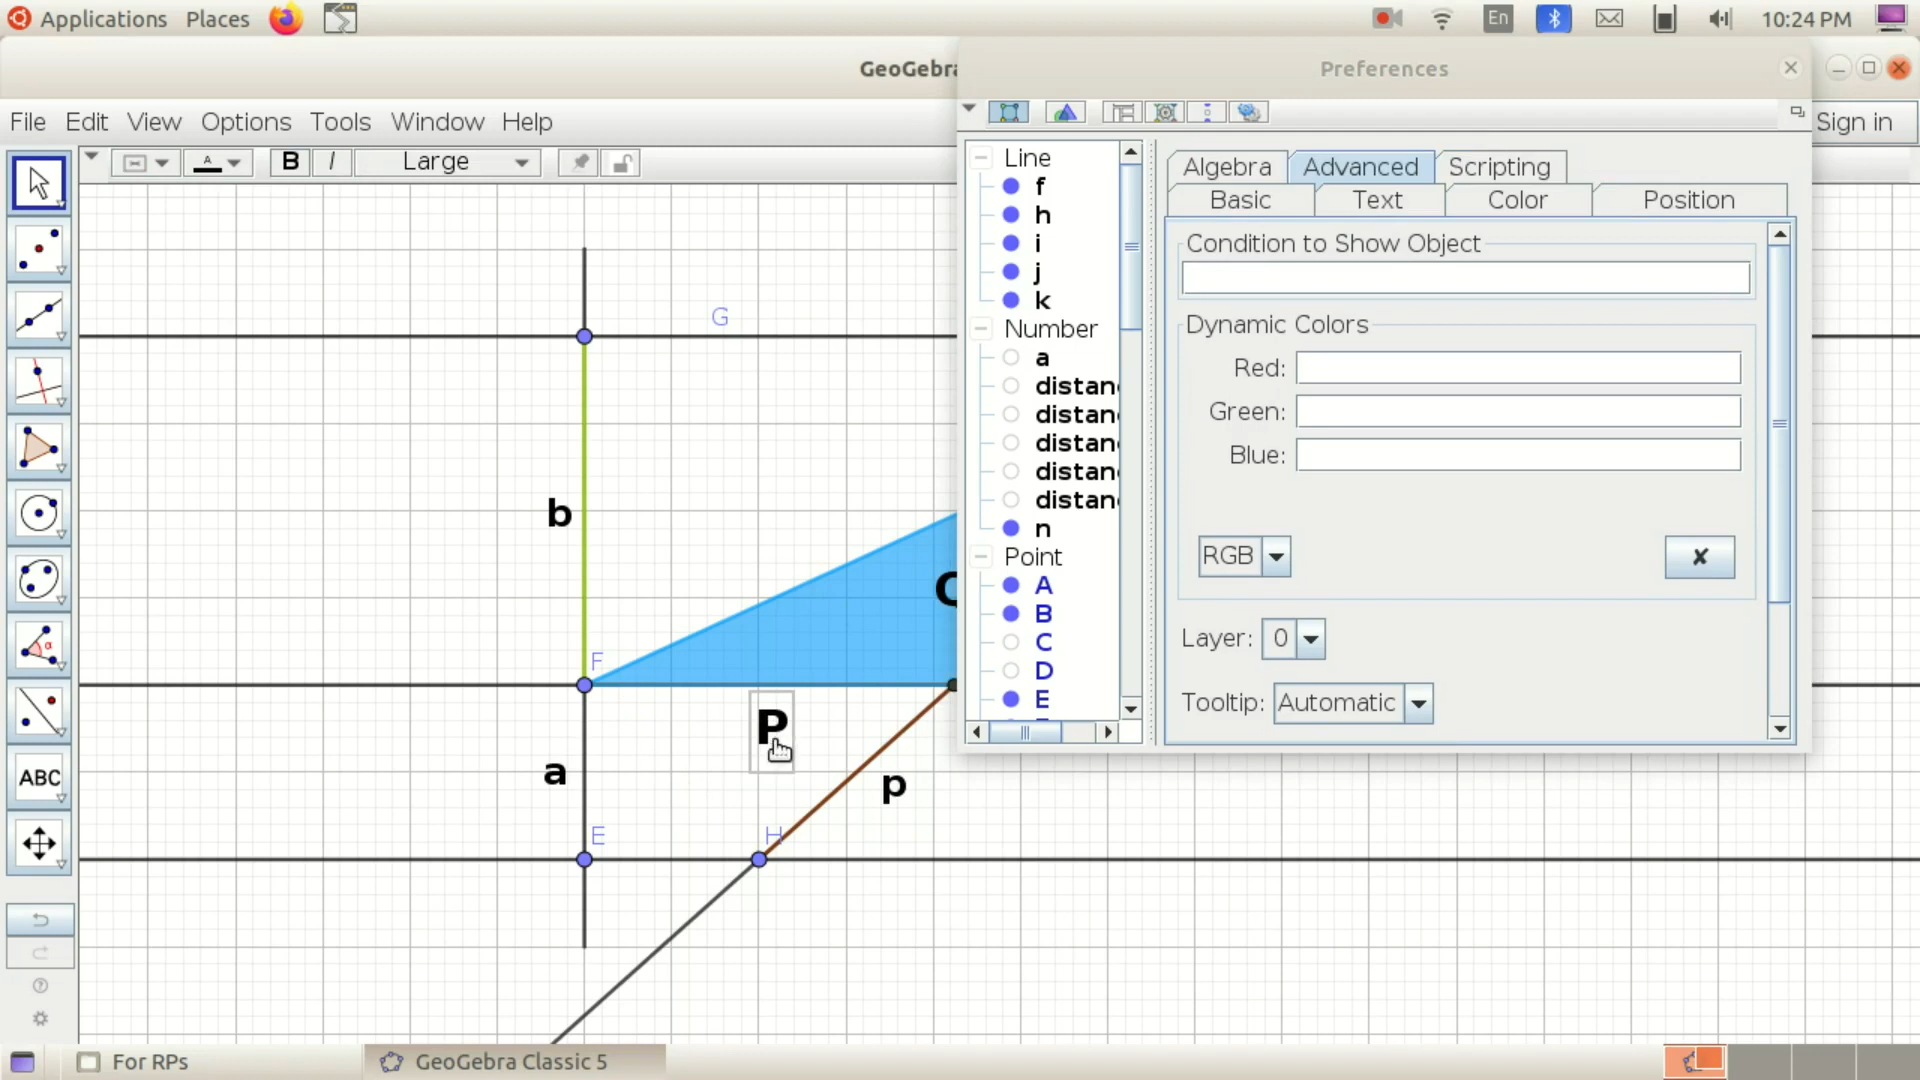 Applications Places En 10:24 PM
GeoGebra
Preferences
File Edit View Options Tools Window Help
Sign in
A B I Large
Line
f
h
i
j
k
Number
a
distan
distan
distan
distan
distan
n
Point
A
B
C
D
E
Algebra Advanced Scripting
Basic Text Color Position
Condition to Show Object
Dynamic Colors
Red:
Green:
Blue:
RGB
Layer: 0
Tooltip: Automatic
G
b
F
P
a
p
E
H
α
ABC
For RPs GeoGebra Classic 5